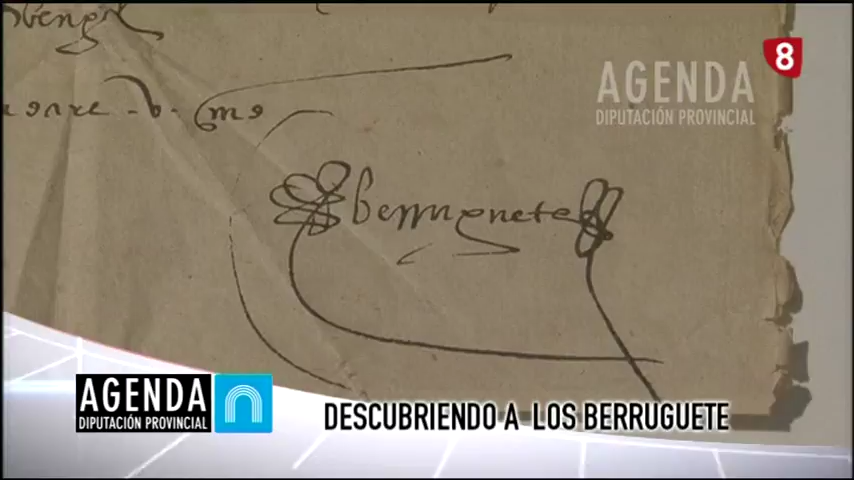 8
AGENDA
DIPUTACIÓN PROVINCIAL
berruguete
AGENDA
DIPUTACIÓN PROVINCIAL
DESCUBRIENDO A LOS BERRUGUETE